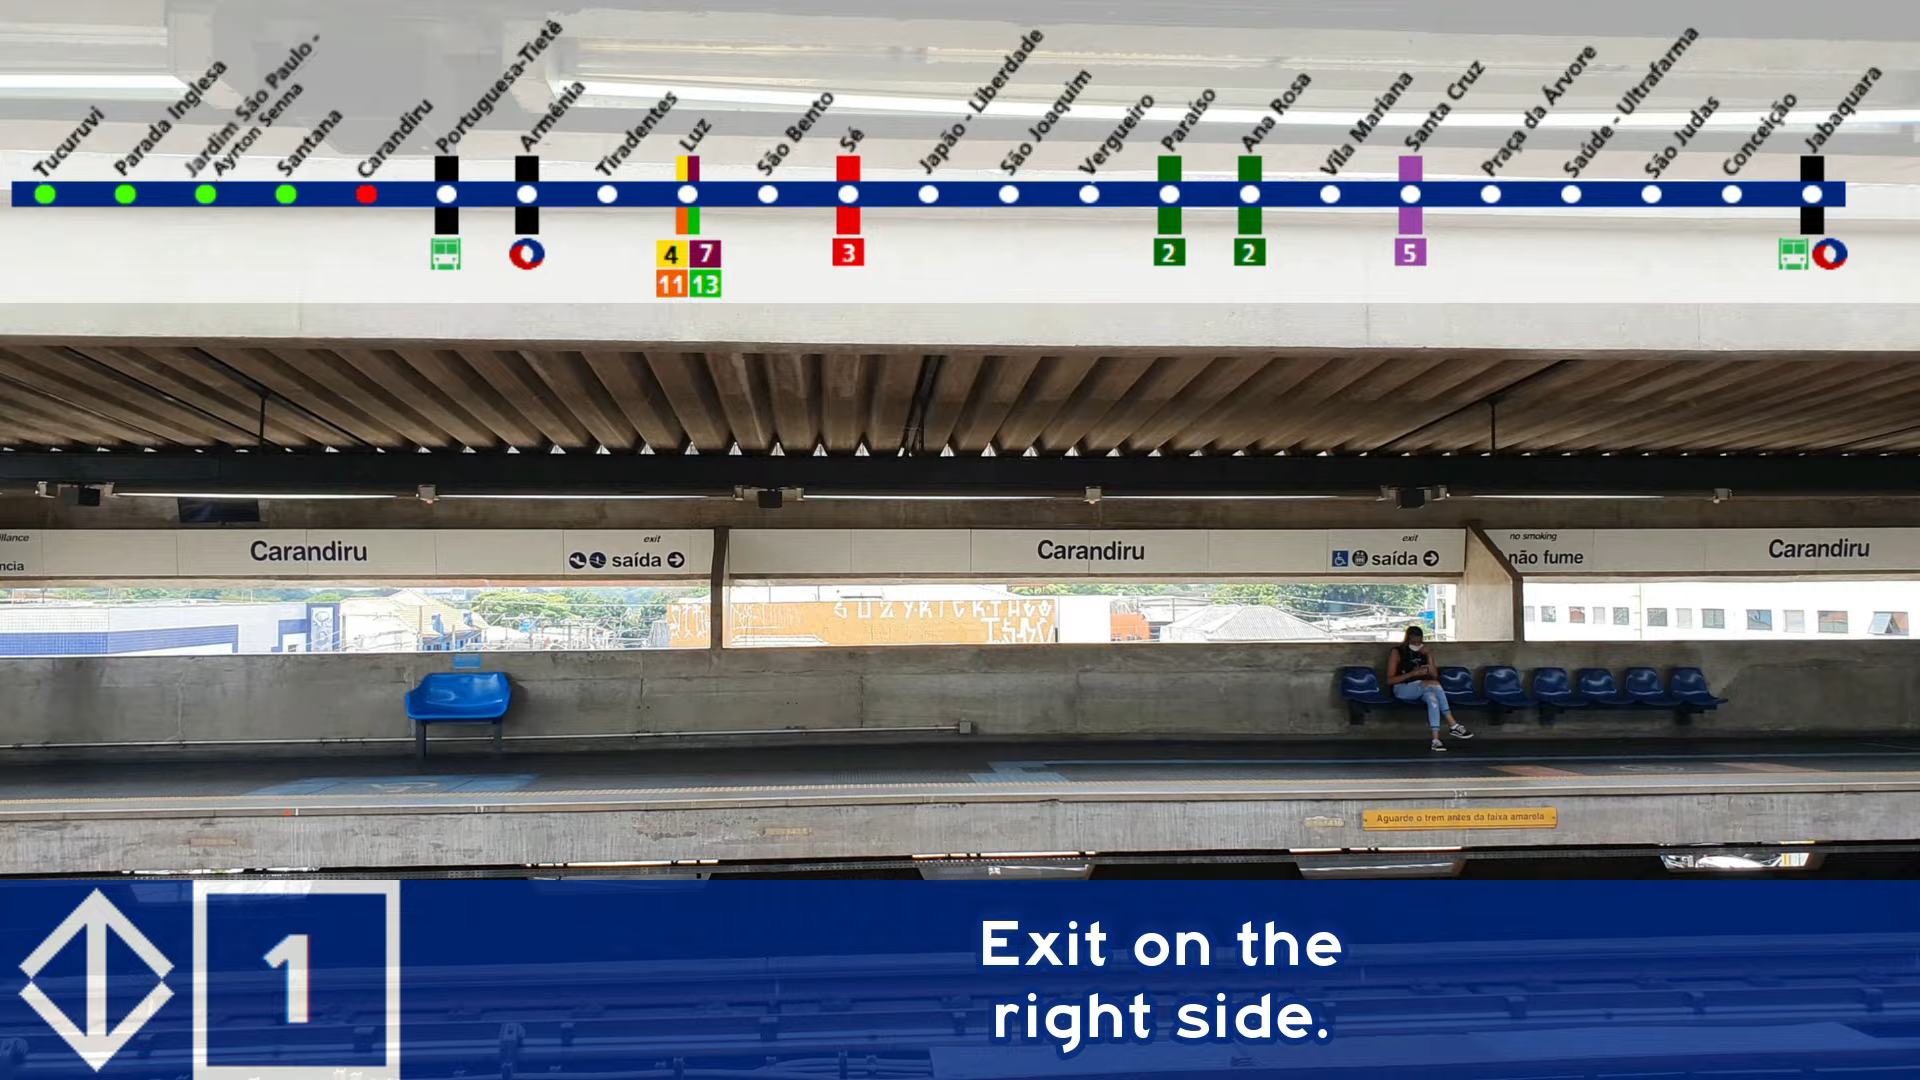 Tucuruvi
Parada Inglesa
Jardim São Paulo -
Ayrton Senna
Santana
Carandiru
Portuguesa-Tietê
Armênia
Tiradentes
Luz
São Bento
Sé
Japão - Liberdade
São Joaquim
Vergueiro
Paraíso
Ana Rosa
Vila Mariana
Santa Cruz
Praça da Árvore
Saúde - Ultrafarma
São Judas
Conceição
Jabaquara
4 7
11 13
3
2
2
5
illance
ncia
Carandiru
exit
saída
Carandiru
exit
saída
no smoking
não fume
Carandiru
Aguarde o trem antes da faixa amarela
1
Exit on the
right side.